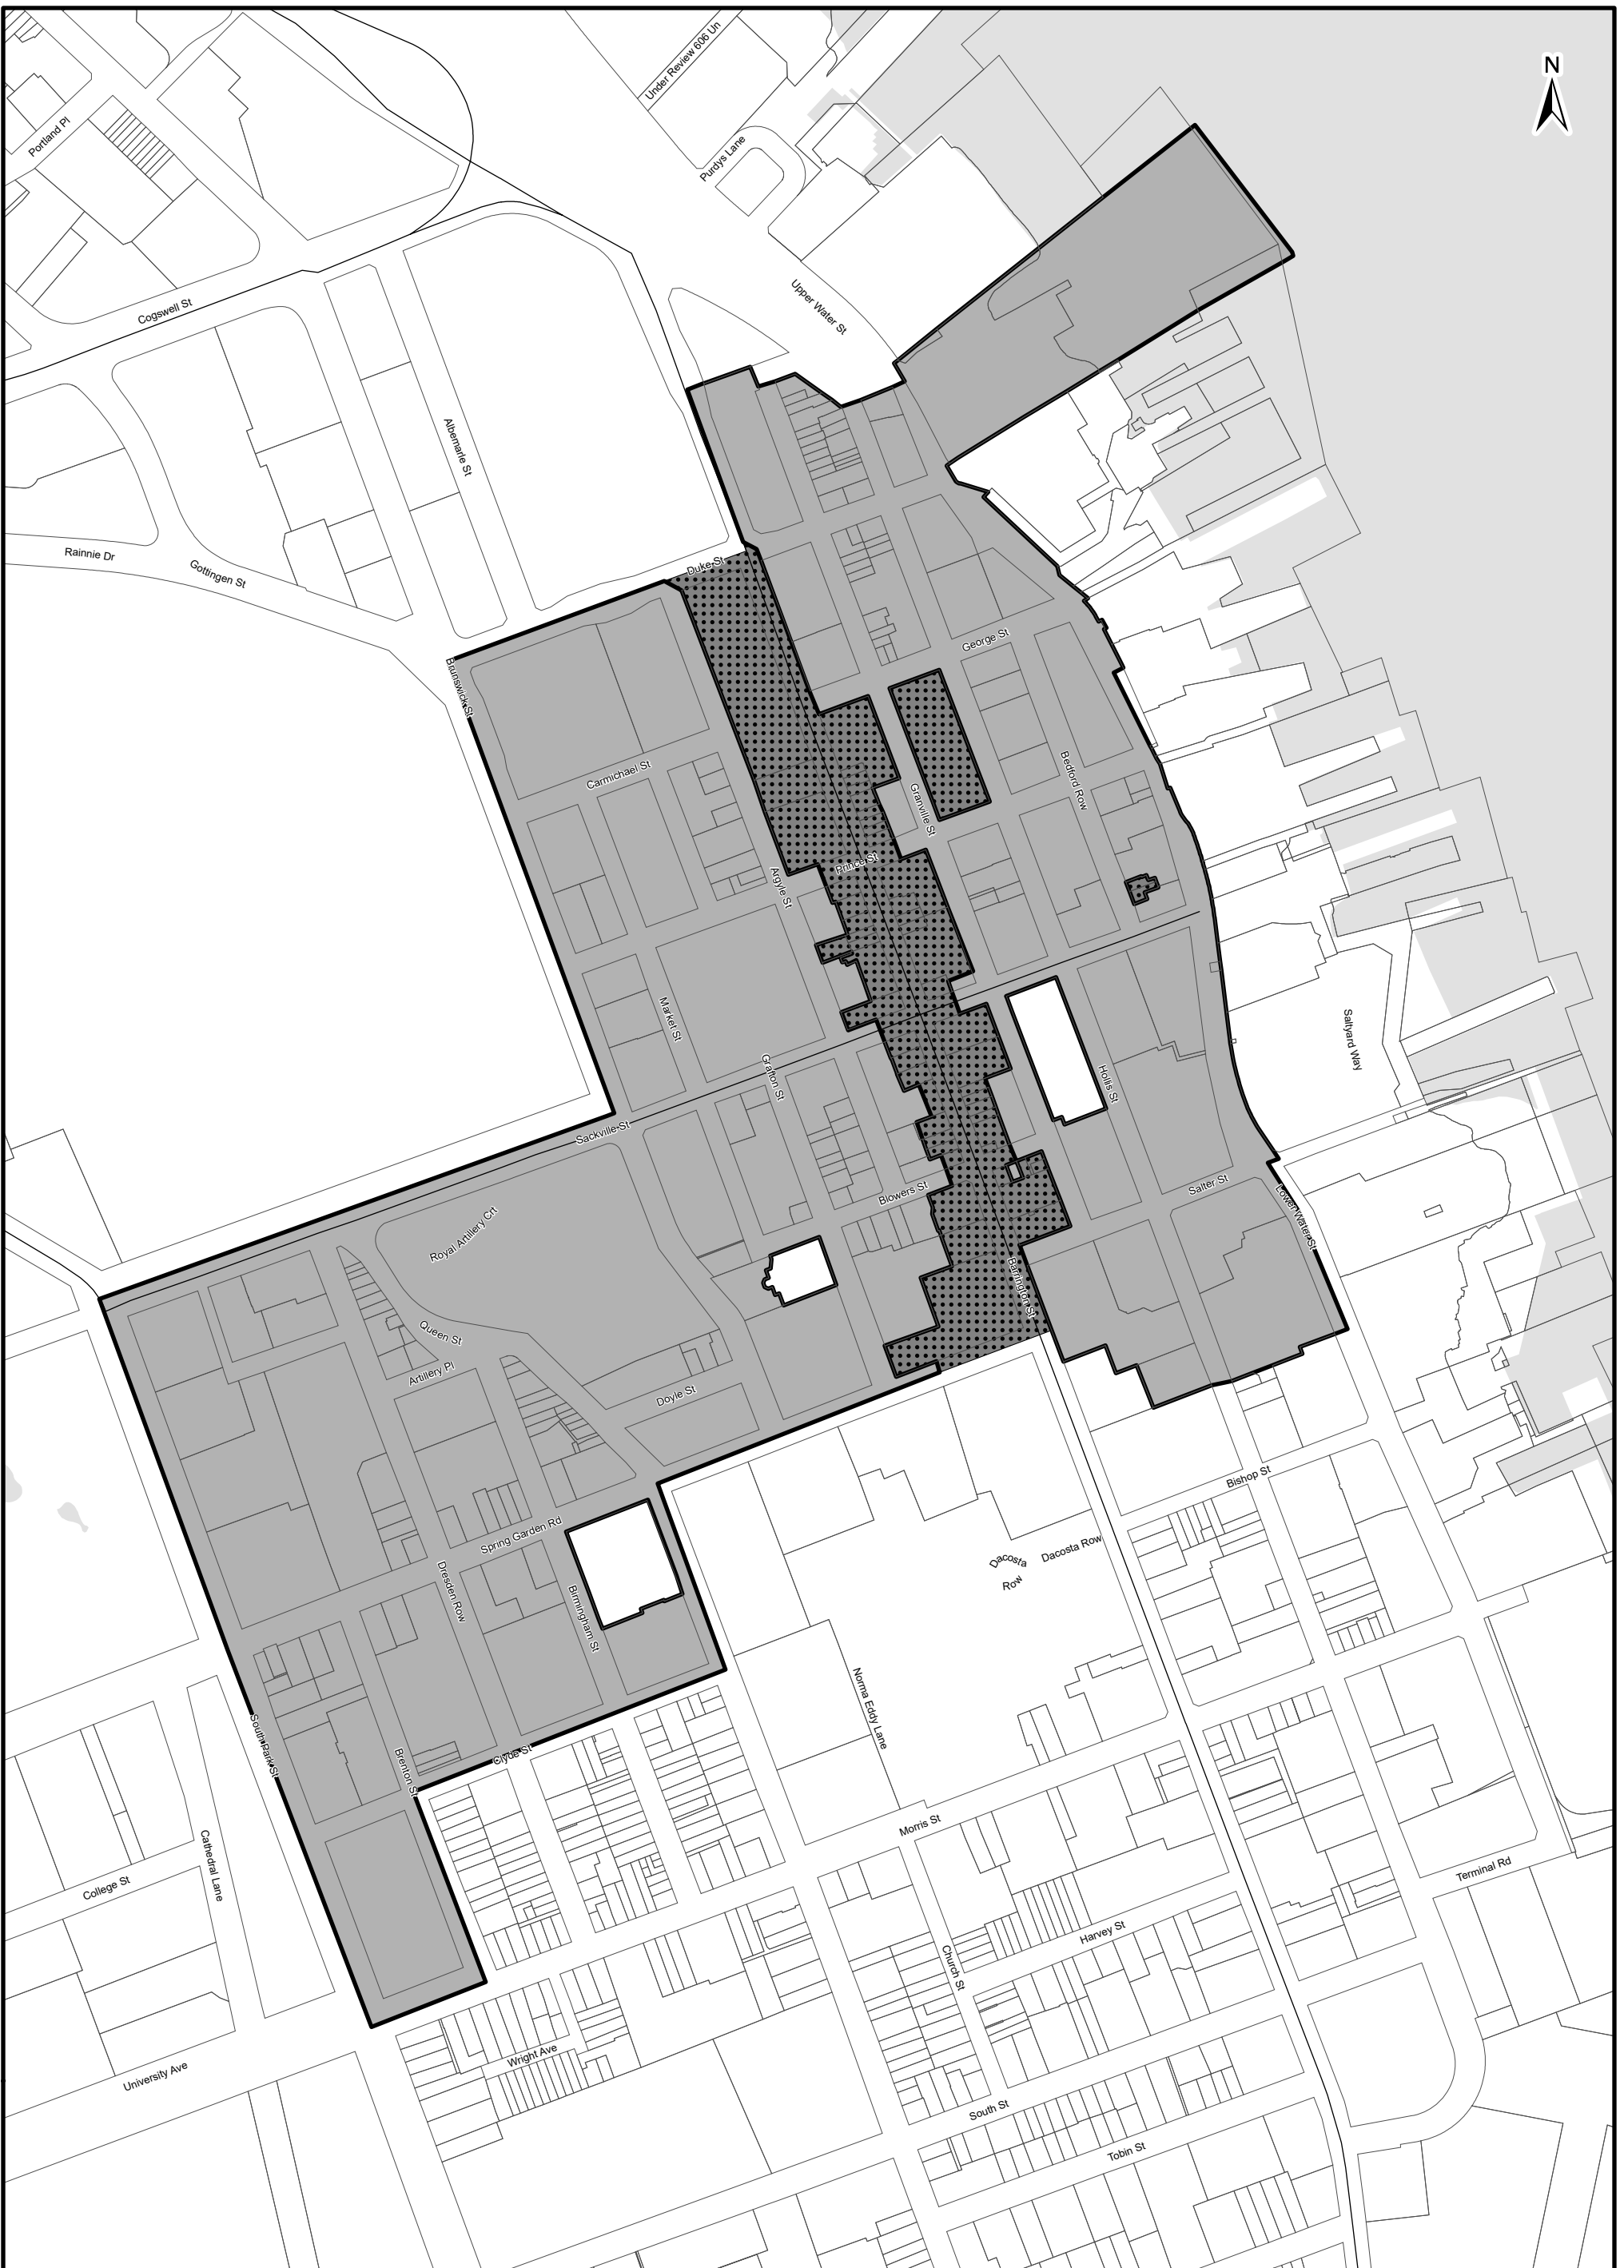 Under Review 606 Un
N
Portland Pl
Purdys Lane
Cogswell St
Upper Water St
Albemarle St
Rainnie Dr
Gottingen St
Duke St
George St
Brunswick St
Carmichael St
Bedford Row
Granville St
Prince St
Argyle St
Market St
Saltyard Way
Grafton St
Hollis St
Sackville St
Blowers St
Salter St
Lower Water St
Royal Artillery Crt
Barrington St
Queen St
Artillery Pl
Doyle St
Bishop St
Spring Garden Rd
Dacosta Row
Dacosta
Row
Dresden Row
Birmingham St
Norma Eddy Lane
South Park St
Brenton St
Clyde St
Morris St
Cathedral Lane
College St
Terminal Rd
Harvey St
Church St
Wright Ave
University Ave
South St
Tobin St